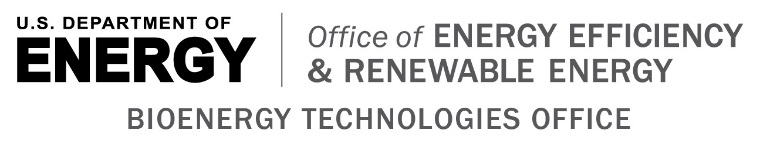 U.S. DEPARTMENT OF
ENERGY
Office of ENERGY EFFICIENCY
& RENEWABLE ENERGY
BIOENERGY TECHNOLOGIES OFFICE